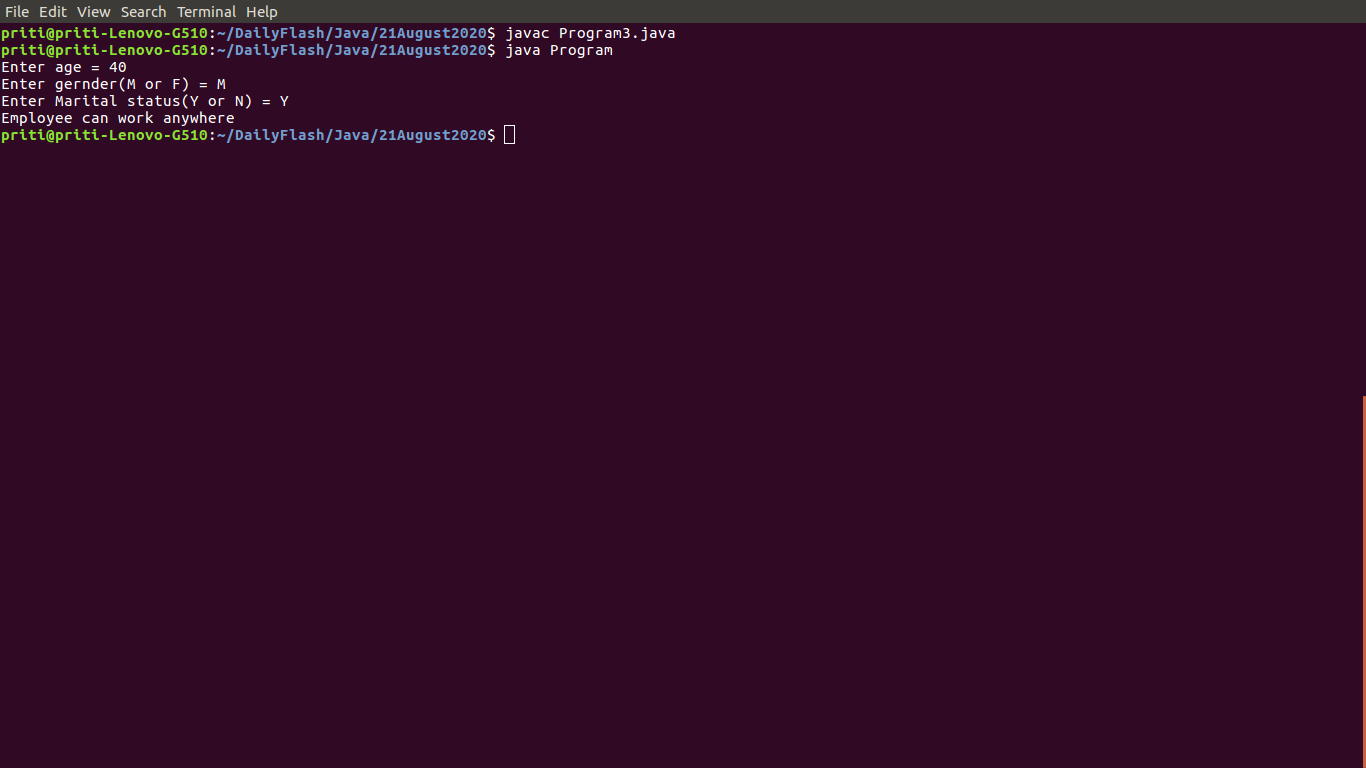 File Edit View Search Terminal Help
priti@priti-Lenovo-G510:~/DailyFlash/Java/21August2020$ javac Program3.java
priti@priti-Lenovo-G510:~/DailyFlash/Java/21August2020$ java Program
Enter age = 40
Enter gernder(M or F) = M
Enter Marital status(Y or N) = Y
Employee can work anywhere
priti@priti-Lenovo-G510:~/DailyFlash/Java/21August2020$